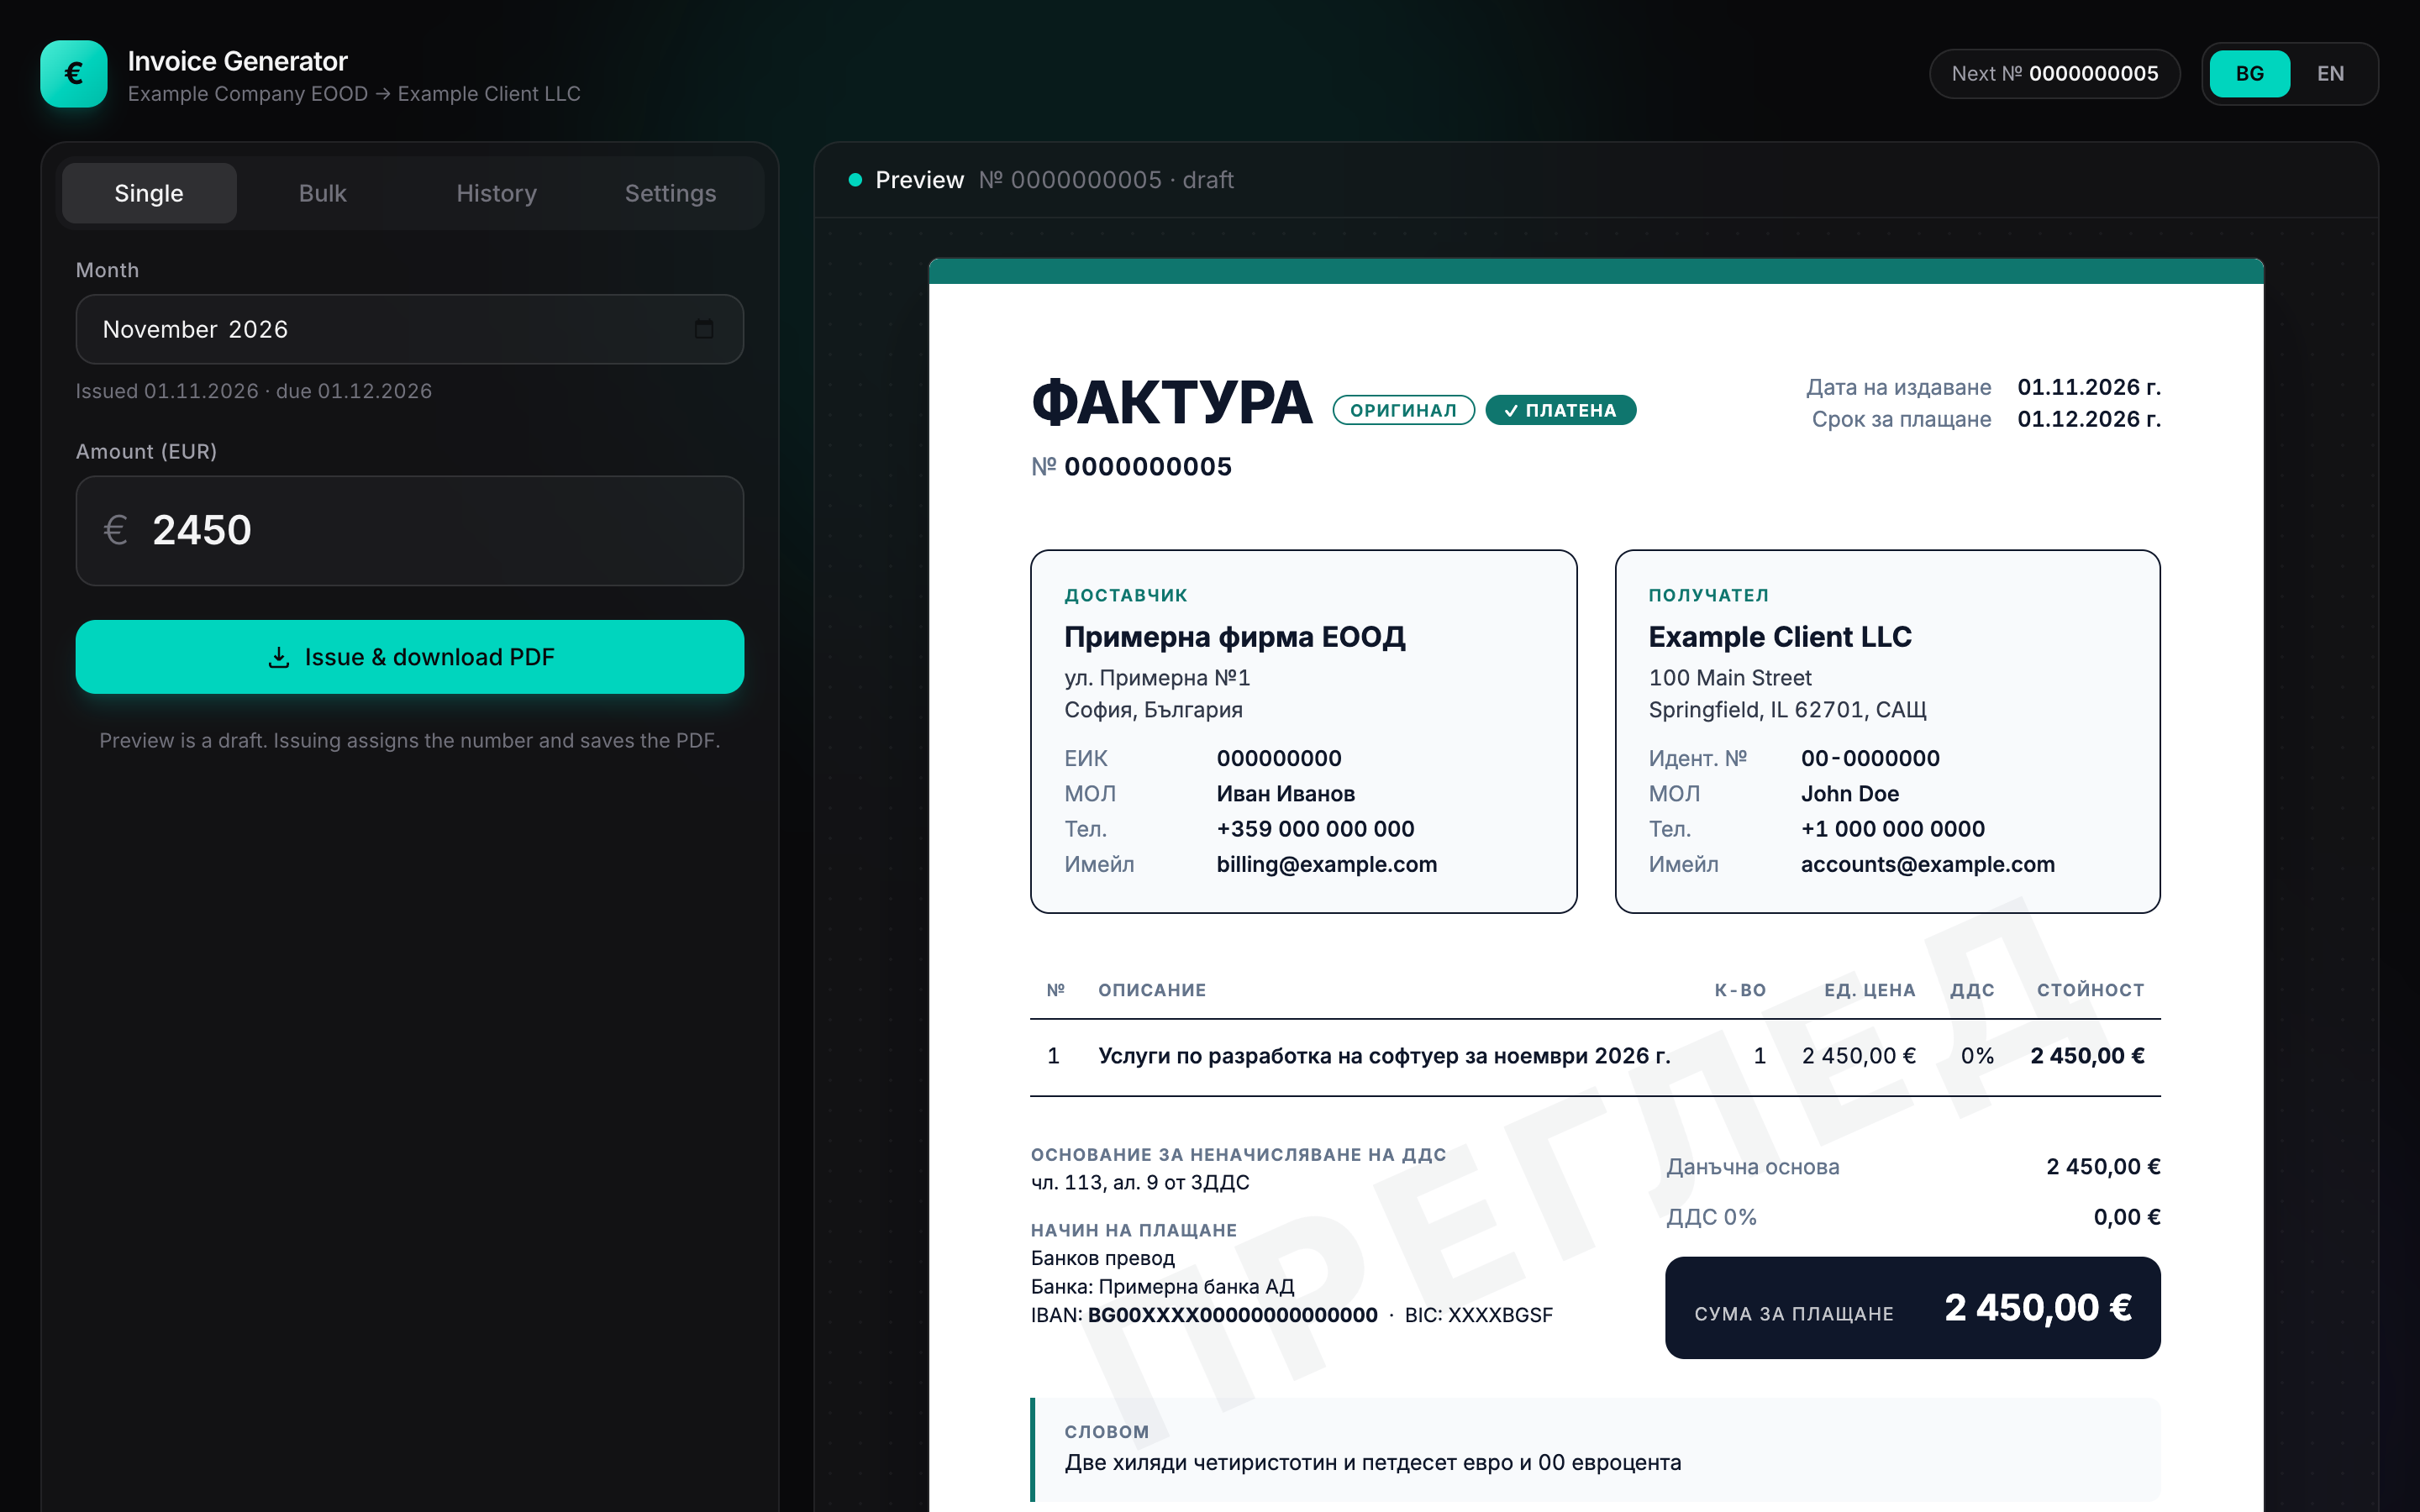 €
Invoice Generator
Example Company EOOD → Example Client LLC
Next № 0000000005
BG
EN
Single
Bulk
History
Settings
Month
November 2026
Issued 01.11.2026 · due 01.12.2026
Amount (EUR)
€ 2450
Issue & download PDF
Preview is a draft. Issuing assigns the number and saves the PDF.
Preview № 0000000005 · draft
ФАКТУРА
ОРИГИНАЛ
✓ ПЛАТЕНА
№ 0000000005
Дата на издаване 01.11.2026 г.
Срок за плащане 01.12.2026 г.
ДОСТАВЧИК
Примерна фирма ЕООД
ул. Примерна №1
София, България
ЕИК 000000000
МОЛ Иван Иванов
Тел. +359 000 000 000
Имейл billing@example.com
ПОЛУЧАТЕЛ
Example Client LLC
100 Main Street
Springfield, IL 62701, САЩ
Идент. № 00-0000000
МОЛ John Doe
Тел. +1 000 000 0000
Имейл accounts@example.com
№ ОПИСАНИЕ К-ВО ЕД. ЦЕНА ДДС СТОЙНОСТ
1 Услуги по разработка на софтуер за ноември 2026 г. 1 2 450,00 € 0% 2 450,00 €
ПРЕГЛЕД
ОСНОВАНИЕ ЗА НЕНАЧИСЛЯВАНЕ НА ДДС
чл. 113, ал. 9 от ЗДДС
НАЧИН НА ПЛАЩАНЕ
Банков превод
Банка: Примерна банка АД
IBAN: BG00XXXX00000000000000 · BIC: XXXXBGSF
Данъчна основа 2 450,00 €
ДДС 0% 0,00 €
СУМА ЗА ПЛАЩАНЕ 2 450,00 €
СЛОВОМ
Две хиляди четиристотин и петдесет евро и 00 евроцента